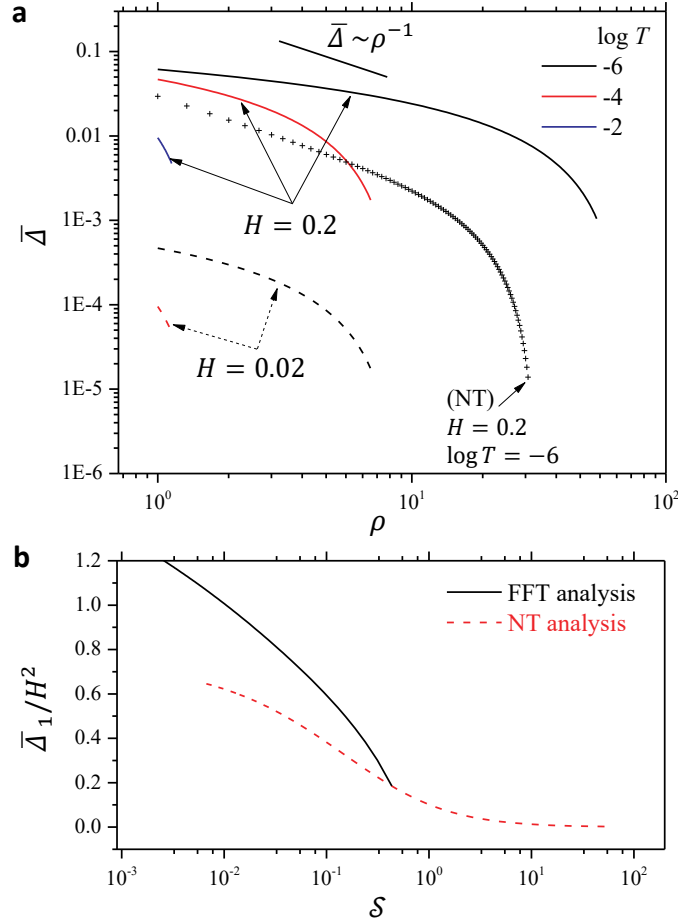 a
Δ̄ ~ρ⁻¹
log T
-6
-4
-2
0.1
0.01
1E-3
1E-4
1E-5
1E-6
Δ̄
H = 0.2
H = 0.02
(NT)
H = 0.2
log T = −6
10⁰
10¹
10²
ρ
b
1.2
1.0
0.8
0.6
0.4
0.2
0.0
Δ̄₁/H²
FFT analysis
NT analysis
10⁻³
10⁻²
10⁻¹
10⁰
10¹
10²
𝒮